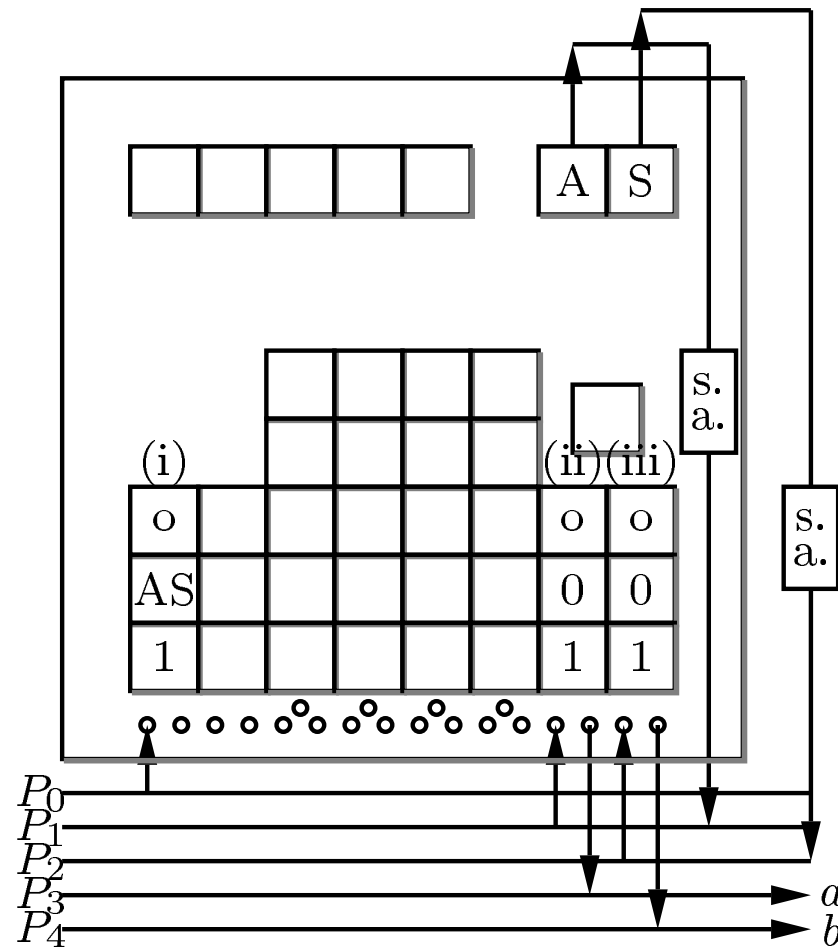 A S
s.
a.
(i) (ii) (iii)
o o o
s.
a.
AS 0 0
1 1 1
P0
P1
P2
P3 a
P4 b